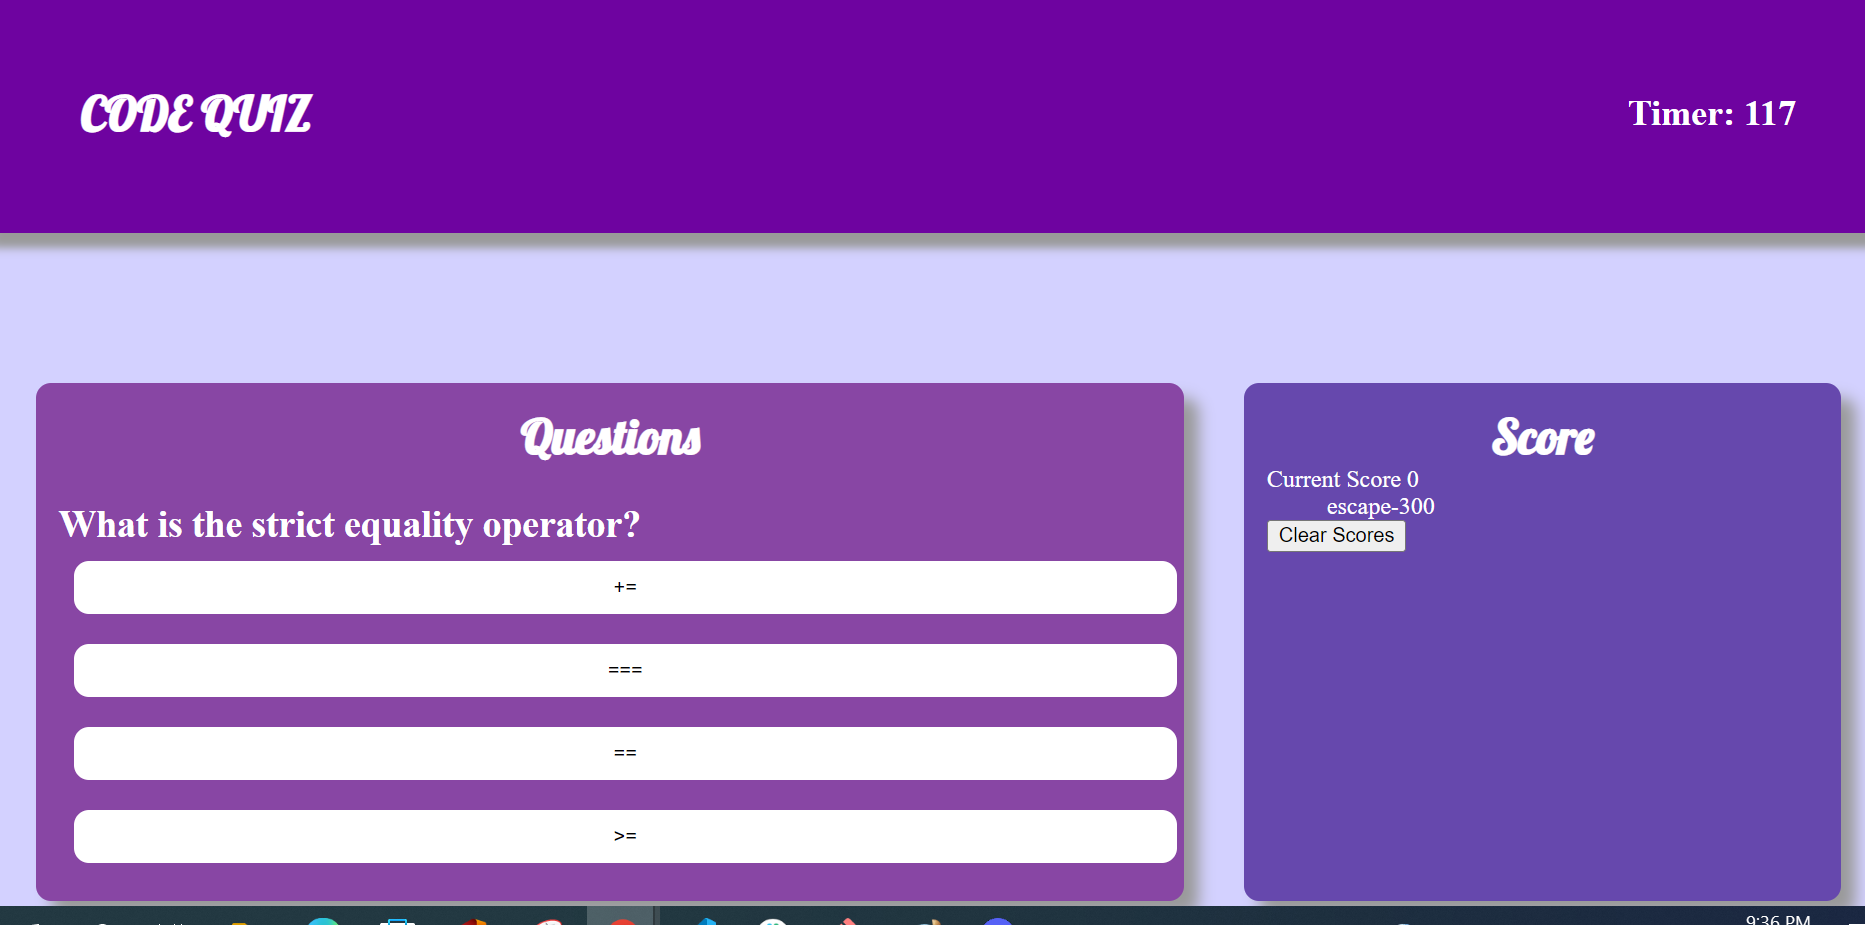 CODE QUIZ
Timer: 117
Questions
What is the strict equality operator?
+=
===
==
>=
Score
Current Score 0
escape-300
Clear Scores
9:36 PM